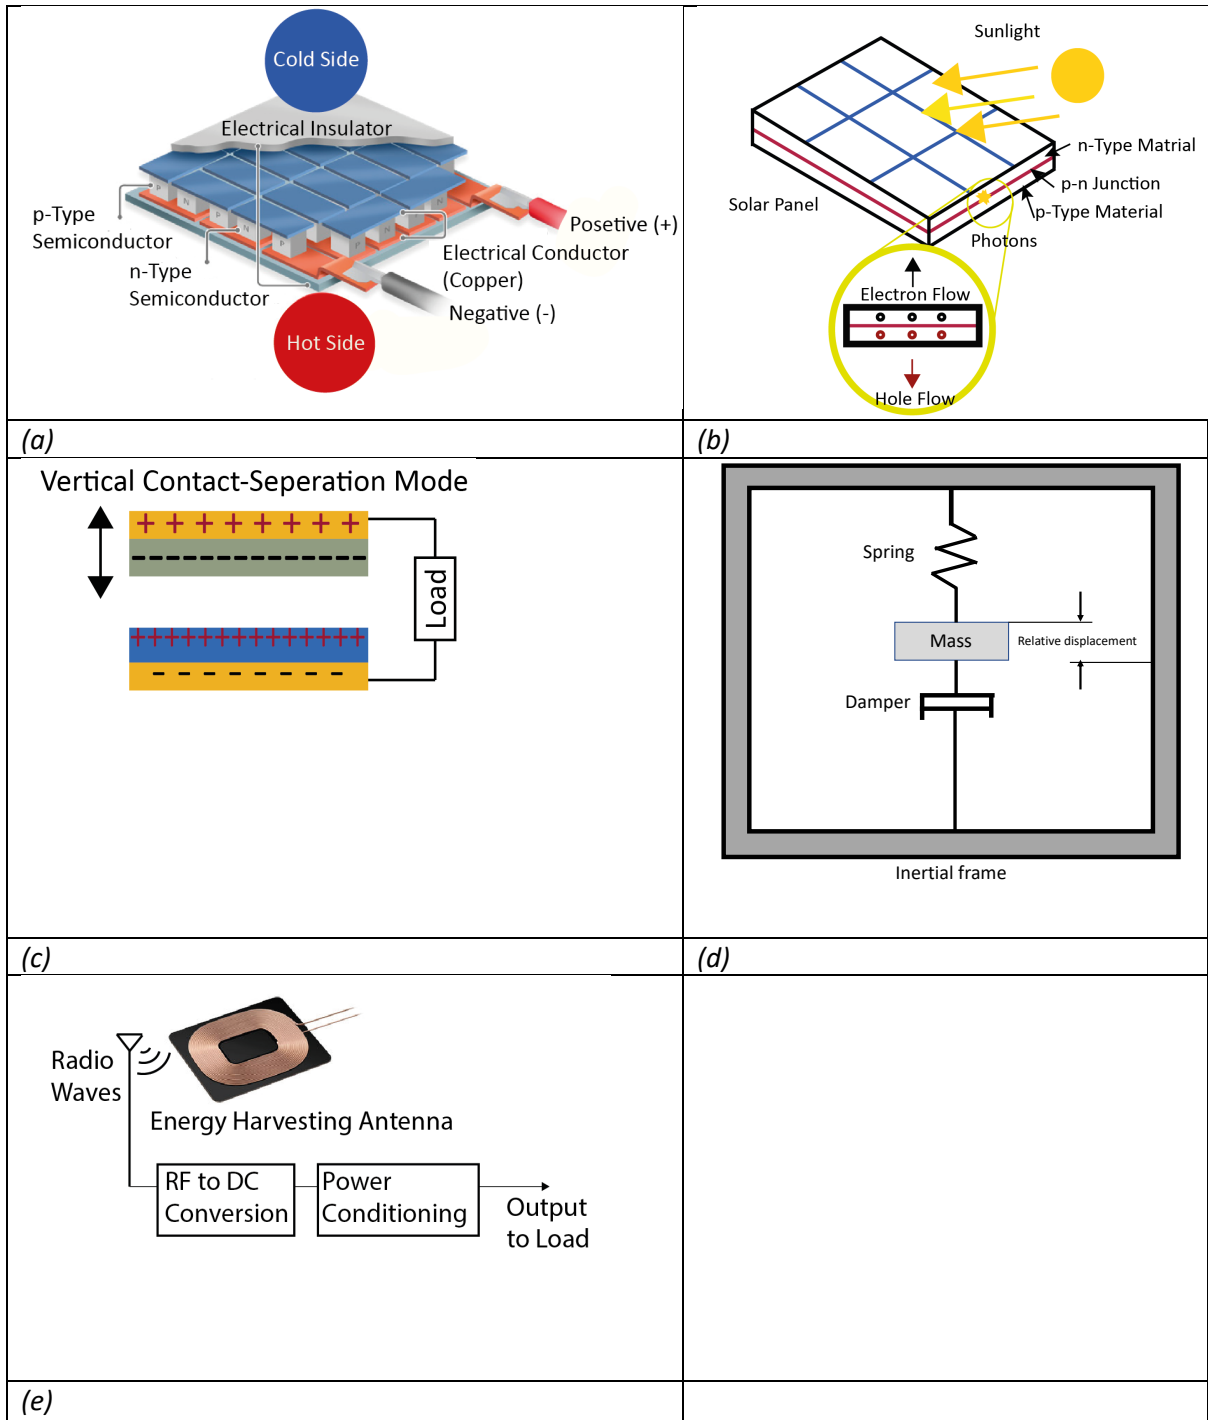 Cold Side
Electrical Insulator
P
N
N
P
P
N
P
N
p-Type
Semiconductor
n-Type
Semiconductor
Posetive (+)
Electrical Conductor
(Copper)
Negative (-)
Hot Side
(a)
Sunlight
n-Type Matrial
p-n Junction
p-Type Material
Solar Panel
Photons
Electron Flow
Hole Flow
(b)
Vertical Contact-Seperation Mode
+ + + + + + + +
Load
+ + + + + + + + + + + + + +
(c)
Spring
Mass
Relative displacement
Damper
Inertial frame
(d)
Radio
Waves
Energy Harvesting Antenna
RF to DC
Conversion
Power
Conditioning
Output
to Load
(e)